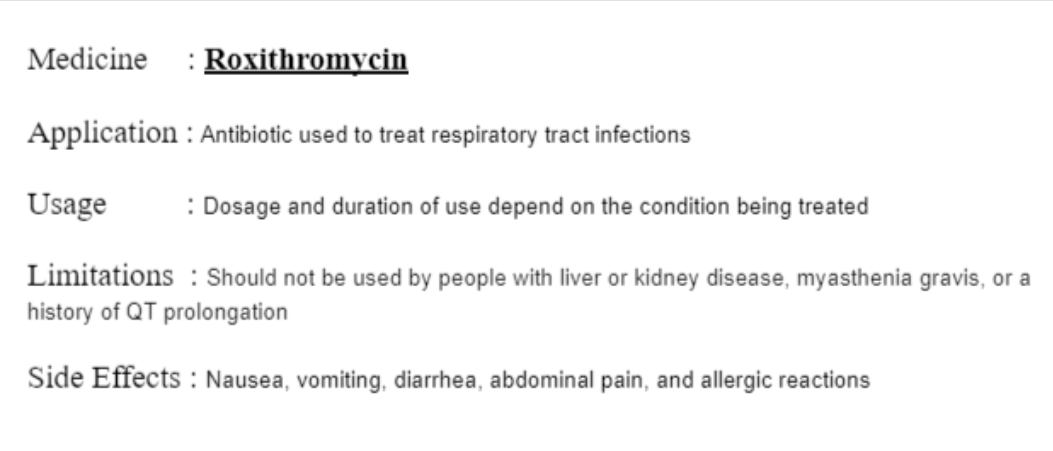 Medicine : Roxithromycin
Application : Antibiotic used to treat respiratory tract infections
Usage : Dosage and duration of use depend on the condition being treated
Limitations : Should not be used by people with liver or kidney disease, myasthenia gravis, or a
history of QT prolongation
Side Effects : Nausea, vomiting, diarrhea, abdominal pain, and allergic reactions